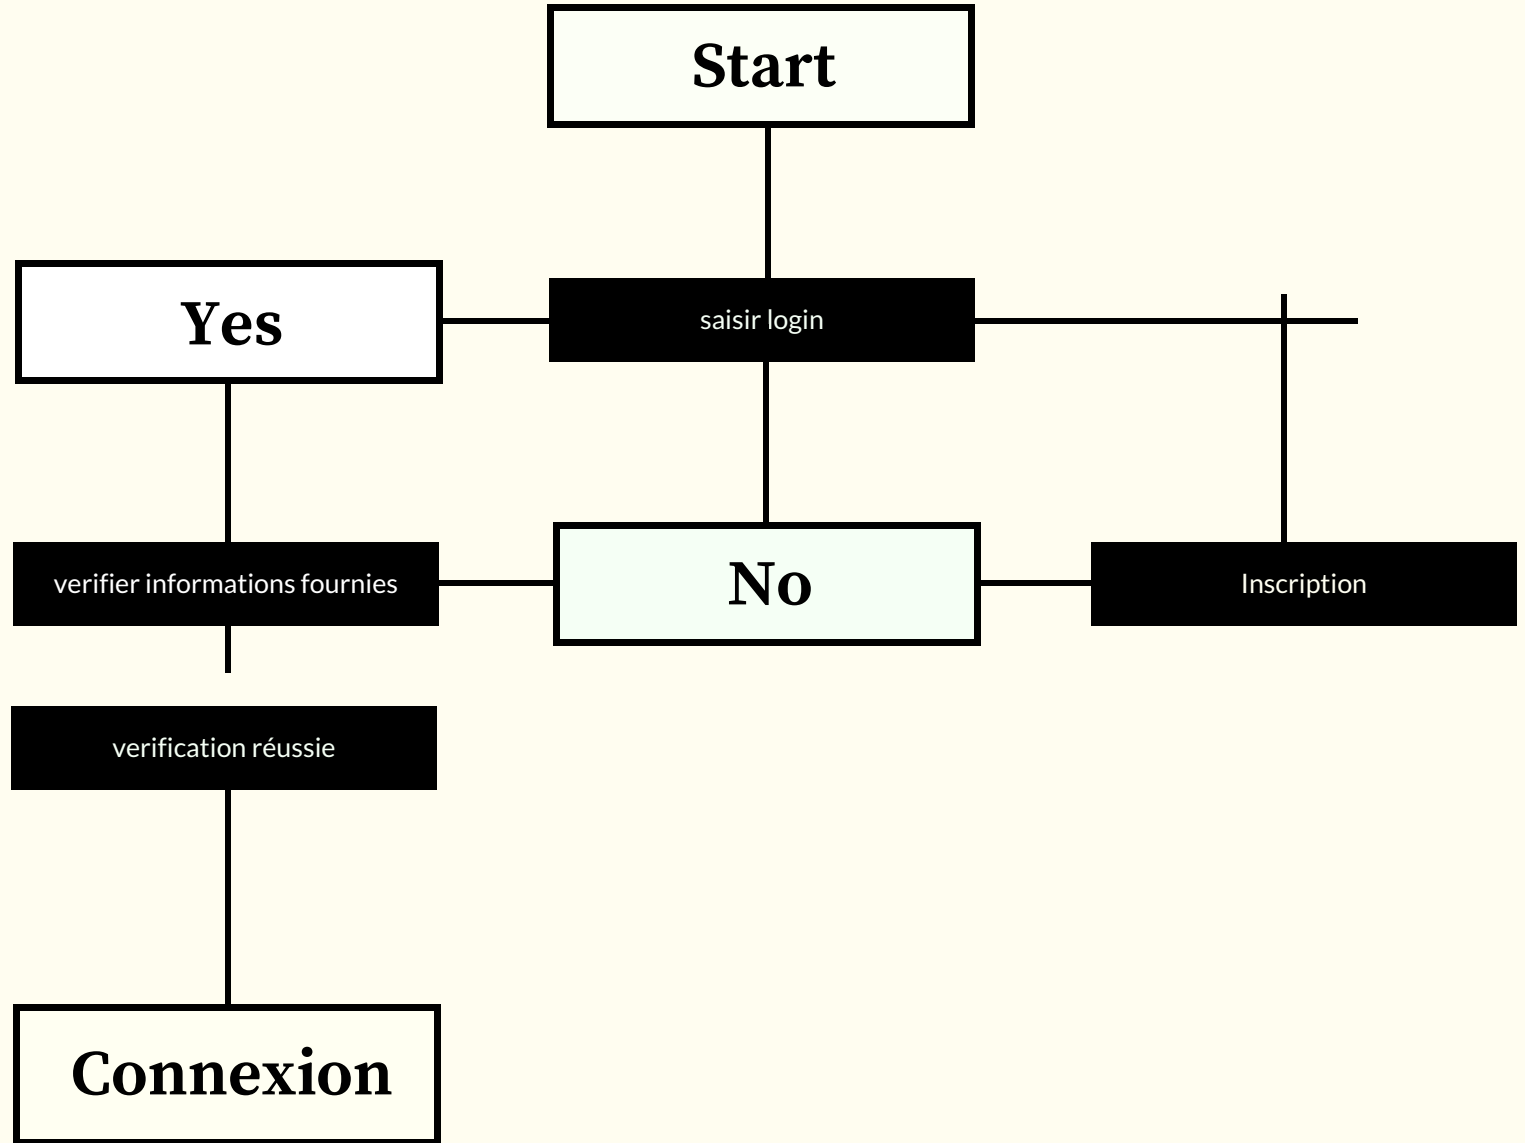 Start
Yes
saisir login
verifier informations fournies
No
Inscription
verification réussie
Connexion